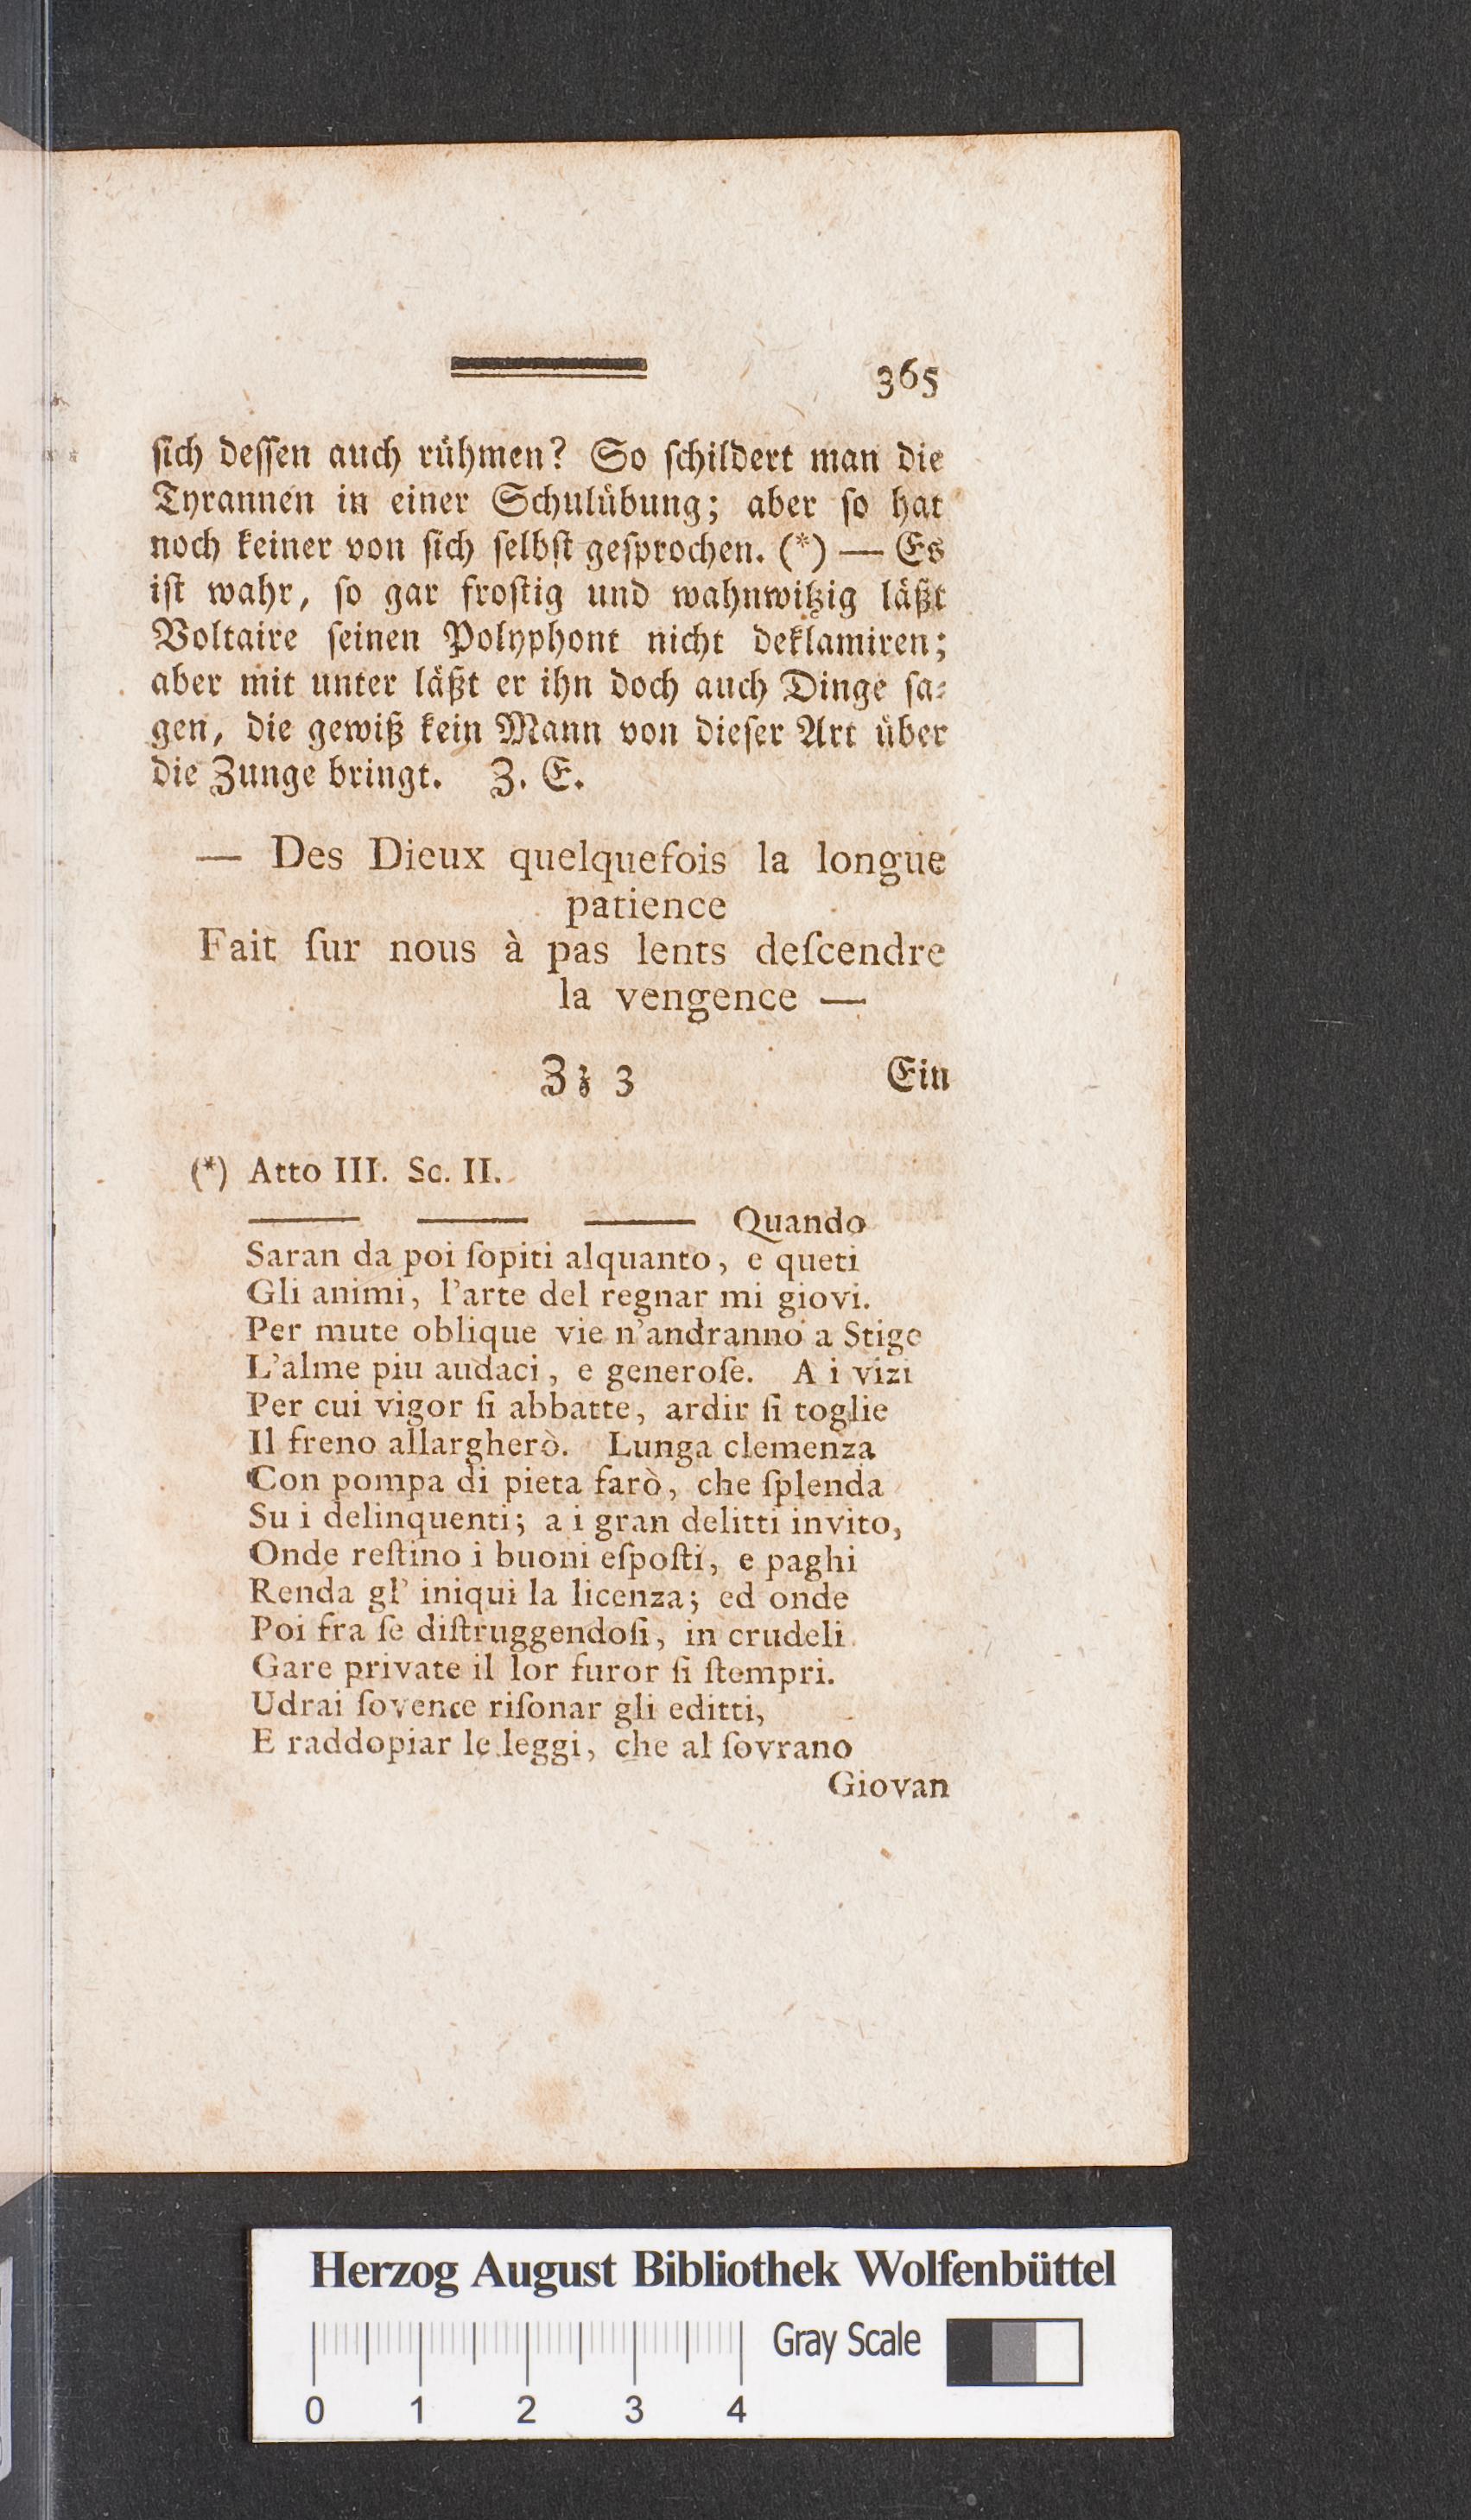 365
ſich deſſen auch rühmen? So ſchildert man die
Tyrannen in einer Schulübung; aber ſo hat
noch keiner von ſich ſelbſt geſprochen. (*) — Es
iſt wahr, ſo gar froſtig und wahnwitzig läßt
Voltaire ſeinen Polyphont nicht deklamiren;
aber mit unter läßt er ihn doch auch Dinge ſa⸗
gen, die gewiß kein Mann von dieſer Art über
die Zunge bringt. Z. E.
— Des Dieux quelquefois la longue
patience
Fait ſur nous à pas lents deſcendre
la vengence —
Zz 3 Ein
(*) Atto III. Sc. II.
— — — Quando
Saran da poi ſopiti alquanto, e queti
Gli animi, l'arte del regnar mi giovi.
Per mute oblique vie n'andranno a Stige
L'alme piu audaci, e generoſe. A i vizi
Per cui vigor ſi abbatte, ardir ſi toglie
Il freno allargherò. Lunga clemenza
Con pompa di pieta farò, che ſplenda
Su i delinquenti; a i gran delitti invito,
Onde reſtino i buoni eſpoſti, e paghi
Renda gl' iniqui la licenza; ed onde
Poi fra ſe diſtruggendoſi, in crudeli
Gare private il lor furor ſi ſtempri.
Udrai ſovence riſonar gli editti,
E raddopiar le leggi, che al ſovrano
Giovan
Herzog August Bibliothek Wolfenbüttel
Gray Scale
0 1 2 3 4